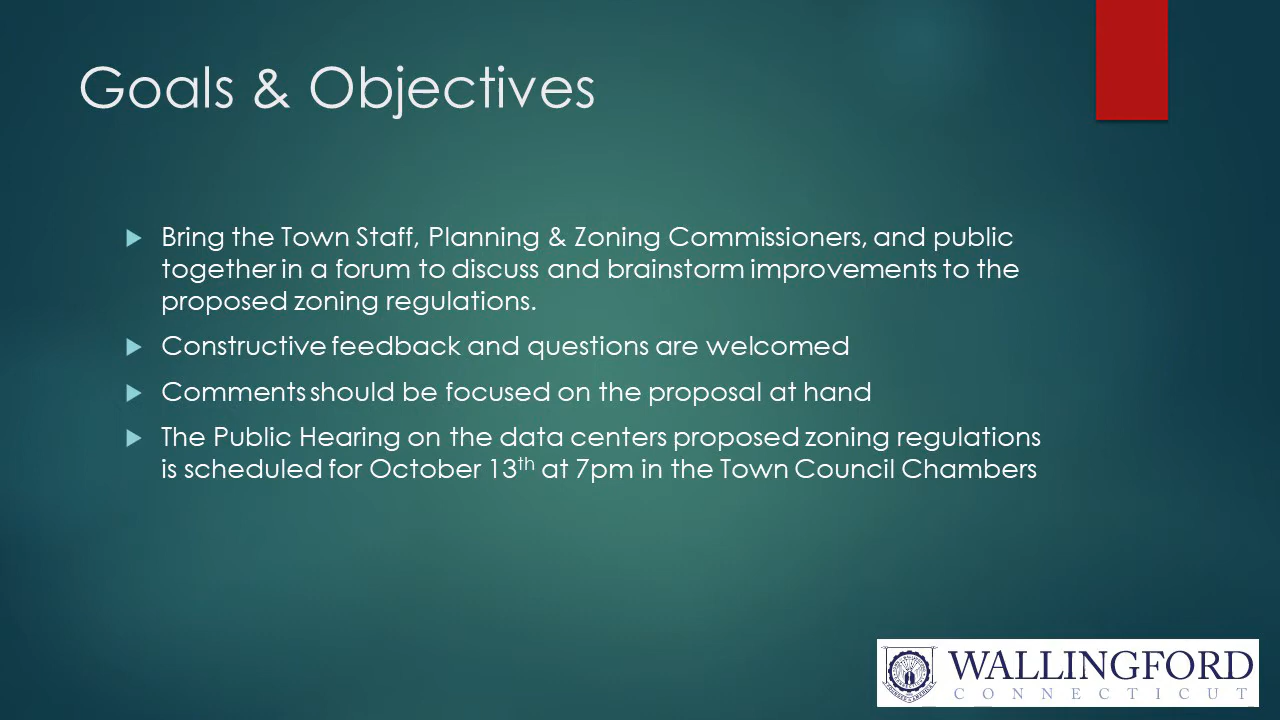 Goals & Objectives
Bring the Town Staff, Planning & Zoning Commissioners, and public
together in a forum to discuss and brainstorm improvements to the
proposed zoning regulations.
Constructive feedback and questions are welcomed
Comments should be focused on the proposal at hand
The Public Hearing on the data centers proposed zoning regulations
is scheduled for October 13th at 7pm in the Town Council Chambers
WALLINGFORD
CONNECTICUT